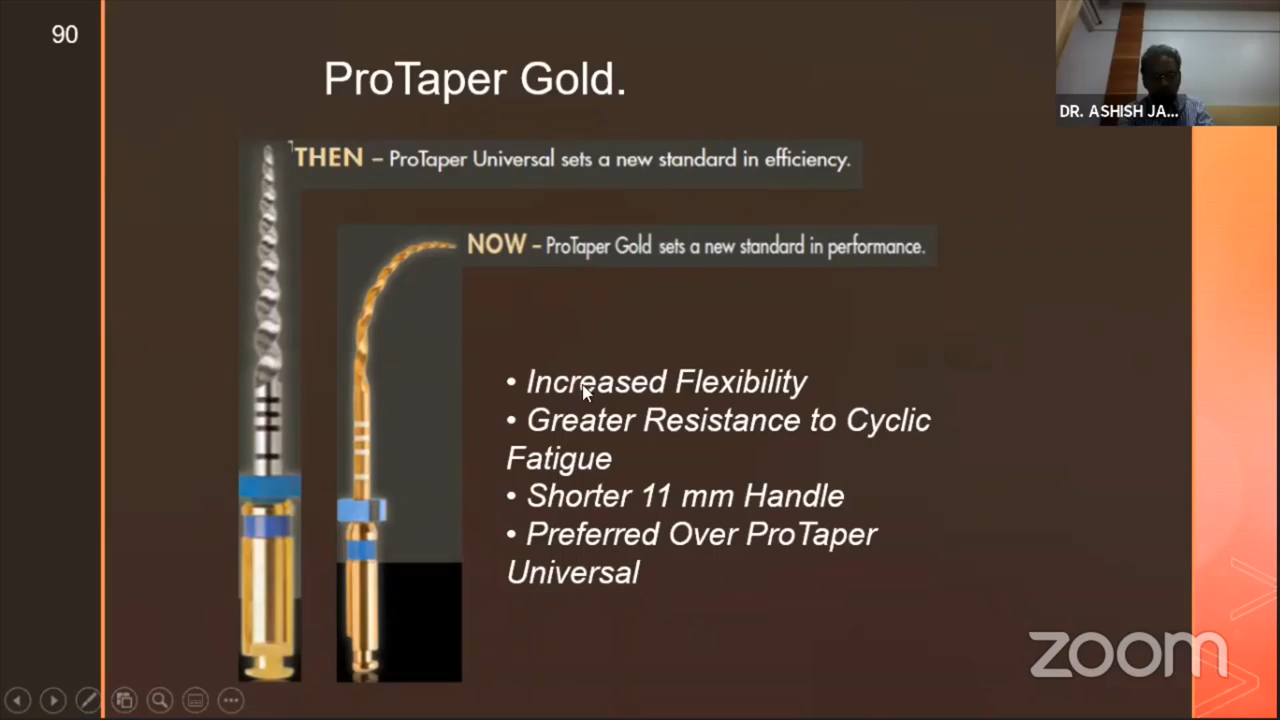 90
ProTaper Gold.
DR. ASHISH JA...
THEN – ProTaper Universal sets a new standard in efficiency.
NOW – ProTaper Gold sets a new standard in performance.
• Increased Flexibility
• Greater Resistance to Cyclic
Fatigue
• Shorter 11 mm Handle
• Preferred Over ProTaper
Universal
zoom